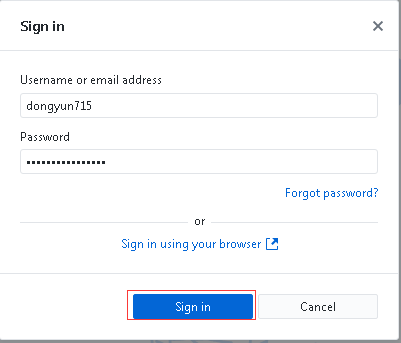 Sign in
Username or email address
dongyun715
Password
••••••••••••••••
Forgot password?
or
Sign in using your browser
Sign in
Cancel